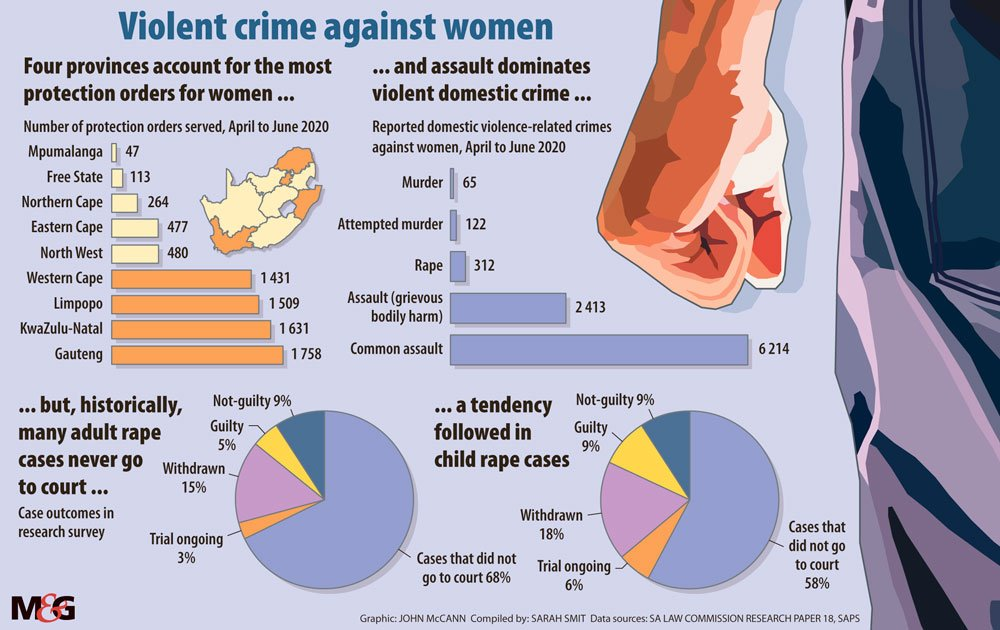 Violent crime against women
Four provinces account for the most
protection orders for women ...
Number of protection orders served, April to June 2020
Mpumalanga 47
Free State 113
Northern Cape 264
Eastern Cape 477
North West 480
Western Cape 1 431
Limpopo 1 509
KwaZulu-Natal 1 631
Gauteng 1 758
... and assault dominates
violent domestic crime ...
Reported domestic violence-related crimes
against women, April to June 2020
Murder 65
Attempted murder 122
Rape 312
Assault (grievous
bodily harm) 2 413
Common assault 6 214
... but, historically,
many adult rape
cases never go
to court ...
Case outcomes in
research survey
Not-guilty 9%
Guilty
5%
Withdrawn
15%
Trial ongoing
3%
Cases that did not
go to court 68%
... a tendency
followed in
child rape cases
Not-guilty 9%
Guilty
9%
Withdrawn
18%
Trial ongoing
6%
Cases that
did not go
to court
58%
M&G
Graphic: JOHN McCANN Compiled by: SARAH SMIT Data sources: SA LAW COMMISSION RESEARCH PAPER 18, SAPS